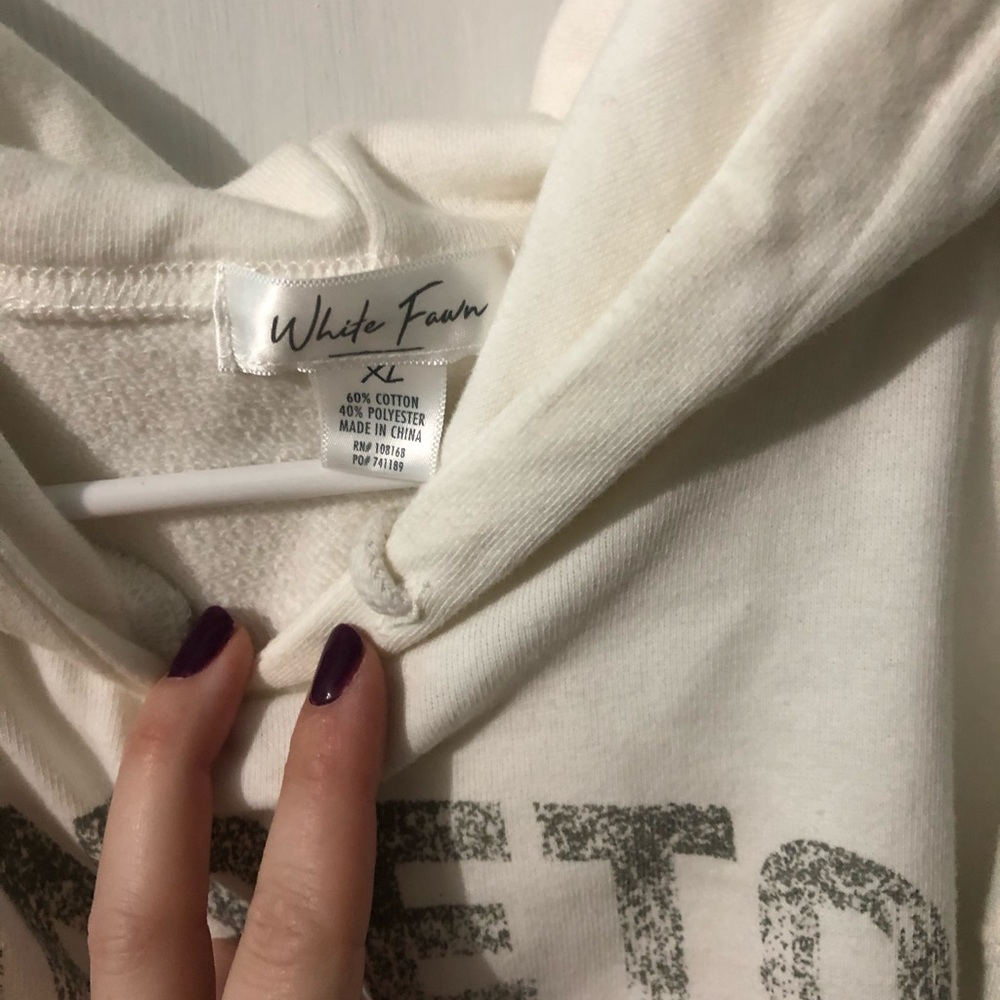 White Fawn
XL
60% COTTON
40% POLYESTER
MADE IN CHINA
RN# 108168
PO# 741189